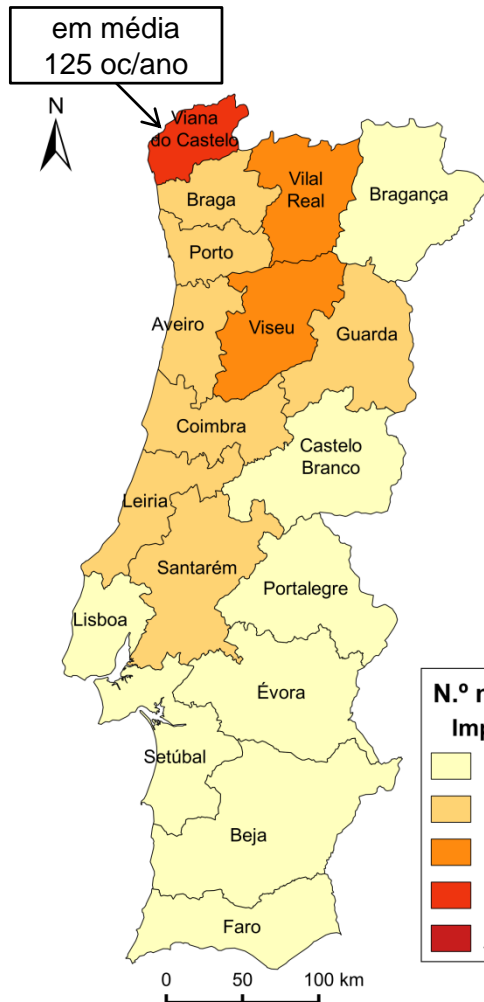 em média
125 oc/ano
N
Viana
do Castelo
Vilal
Real
Bragança
Braga
Porto
Aveiro
Viseu
Guarda
Coimbra
Castelo
Branco
Leiria
Santarém
Portalegre
Lisboa
Évora
N.º
Setúbal
Beja
Faro
0 50 100 km